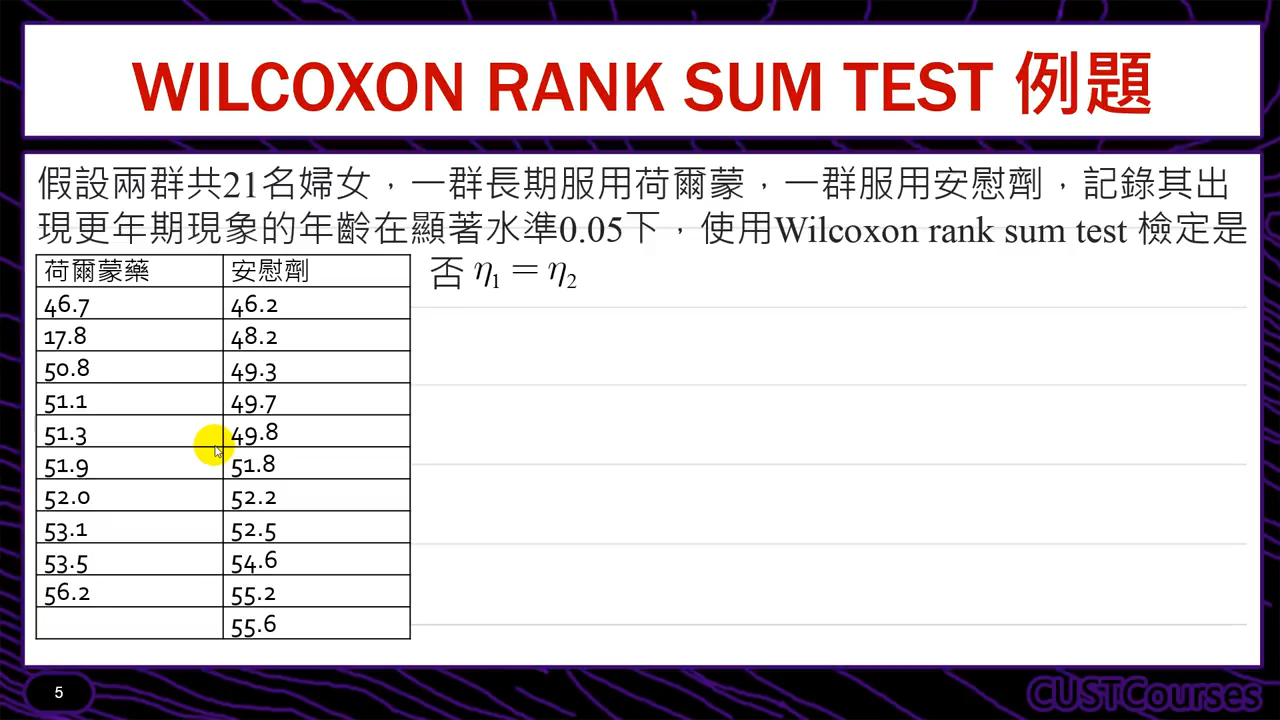 WILCOXON RANK SUM TEST 例題
假設兩群共21名婦女，一群長期服用荷爾蒙，一群服用安慰劑，記錄其出
現更年期現象的年齡在顯著水準0.05下，使用Wilcoxon rank sum test 檢定是
否 η₁ = η₂
荷爾蒙藥 安慰劑
46.7 46.2
17.8 48.2
50.8 49.3
51.1 49.7
51.3 49.8
51.9 51.8
52.0 52.2
53.1 52.5
53.5 54.6
56.2 55.2
55.6
5
CUSTCourses